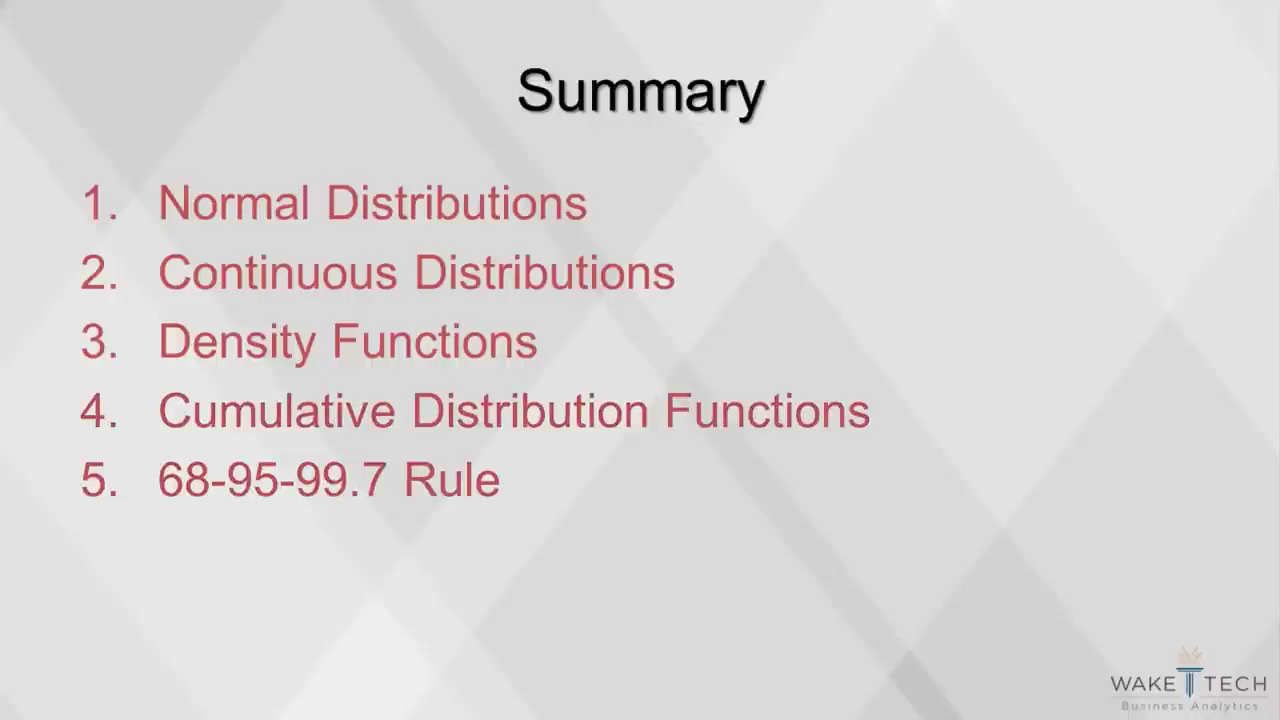 Summary
1. Normal Distributions
2. Continuous Distributions
3. Density Functions
4. Cumulative Distribution Functions
5. 68-95-99.7 Rule
WAKE TECH
Business Analytics